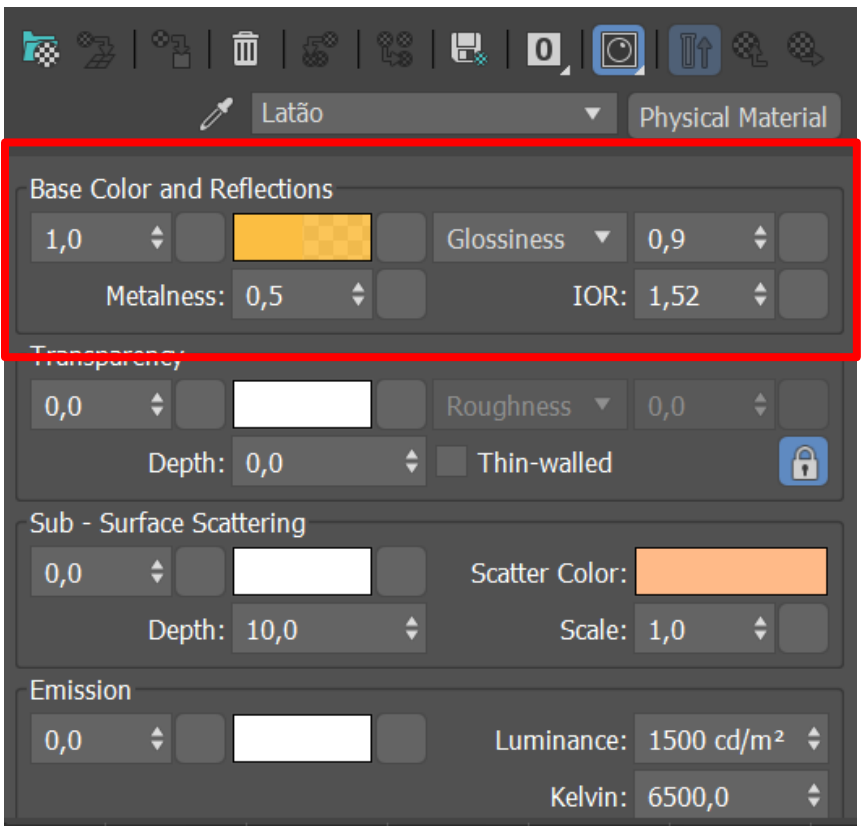 0
Latão Physical Material
Base Color and Reflections
1,0 Glossiness 0,9
Metalness: 0,5 IOR: 1,52
Transparency
0,0 Roughness 0,0
Depth: 0,0 Thin-walled
Sub - Surface Scattering
0,0 Scatter Color:
Depth: 10,0 Scale: 1,0
Emission
0,0 Luminance: 1500 cd/m²
Kelvin: 6500,0